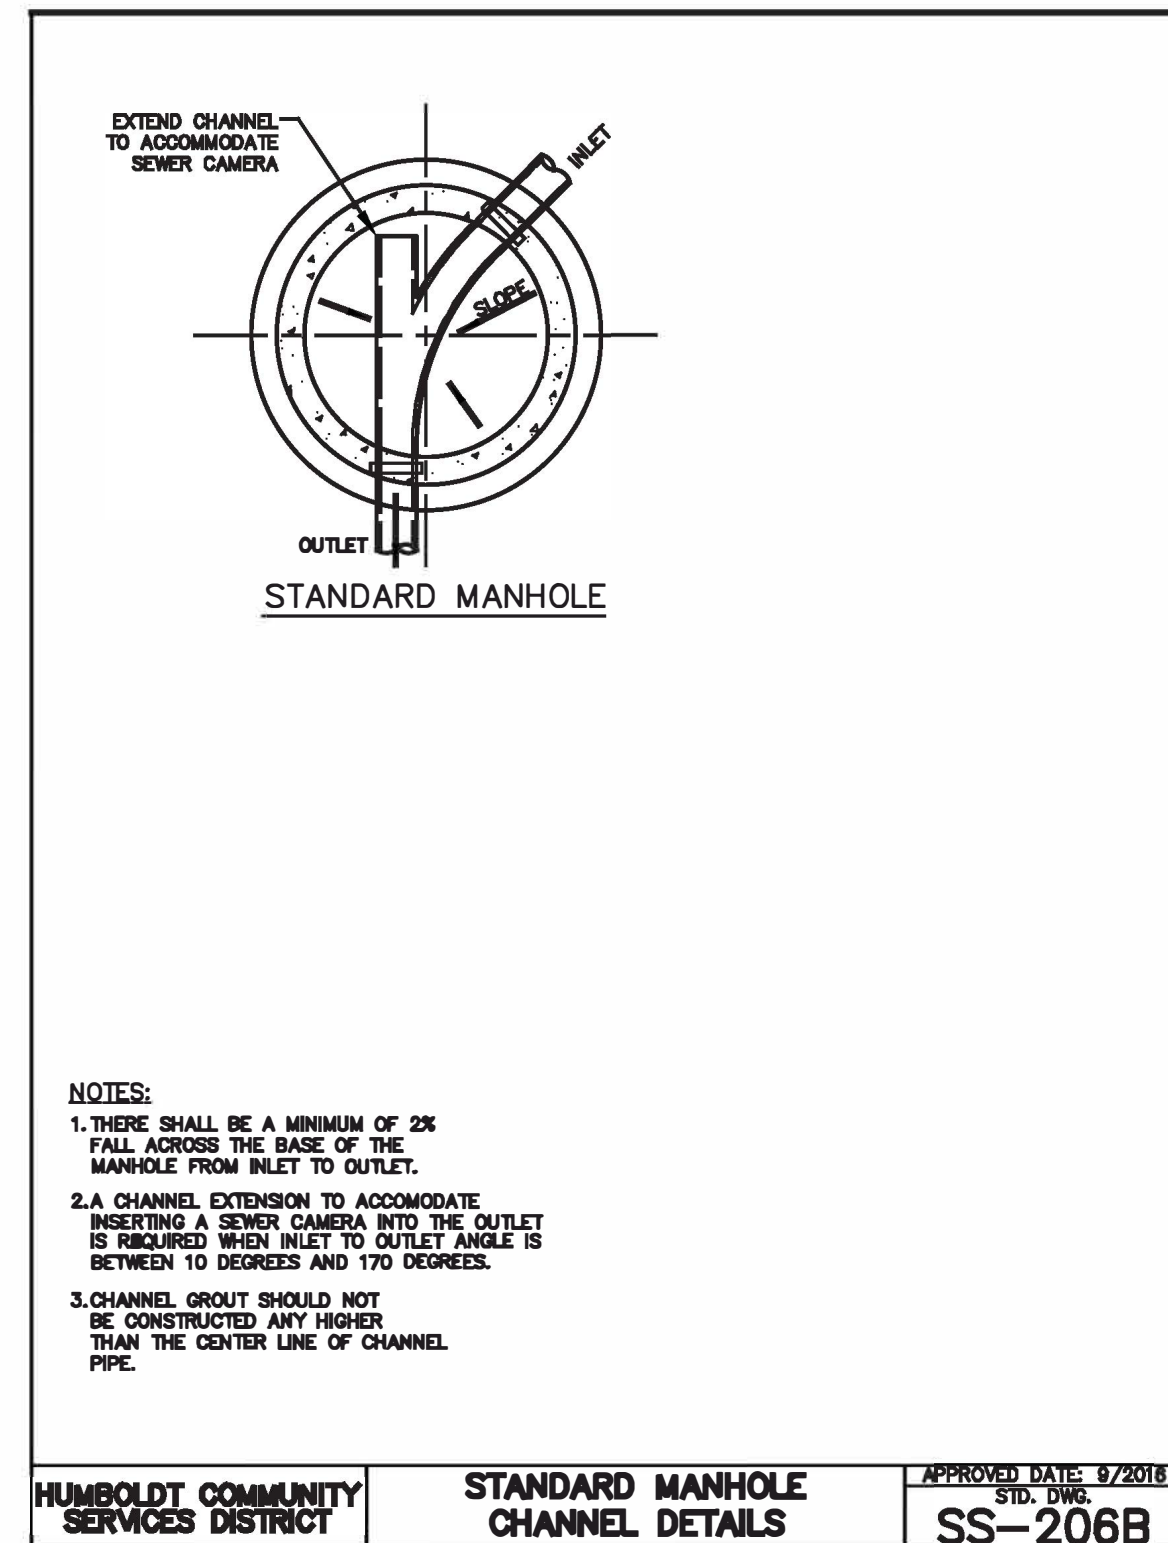 EXTEND CHANNEL
TO ACCOMMODATE
SEWER CAMERA
INLET
SLOPE
OUTLET
STANDARD MANHOLE
NOTES:
1. THERE SHALL BE A MINIMUM OF 2%
FALL ACROSS THE BASE OF THE
MANHOLE FROM INLET TO OUTLET.
2. A CHANNEL EXTENSION TO ACCOMODATE
INSERTING A SEWER CAMERA INTO THE OUTLET
IS REQUIRED WHEN INLET TO OUTLET ANGLE IS
BETWEEN 10 DEGREES AND 170 DEGREES.
3. CHANNEL GROUT SHOULD NOT
BE CONSTRUCTED ANY HIGHER
THAN THE CENTER LINE OF CHANNEL
PIPE.
HUMBOLDT COMMUNITY
SERVICES DISTRICT
STANDARD MANHOLE
CHANNEL DETAILS
APPROVED DATE: 9/2018
STD. DWG.
SS-206B